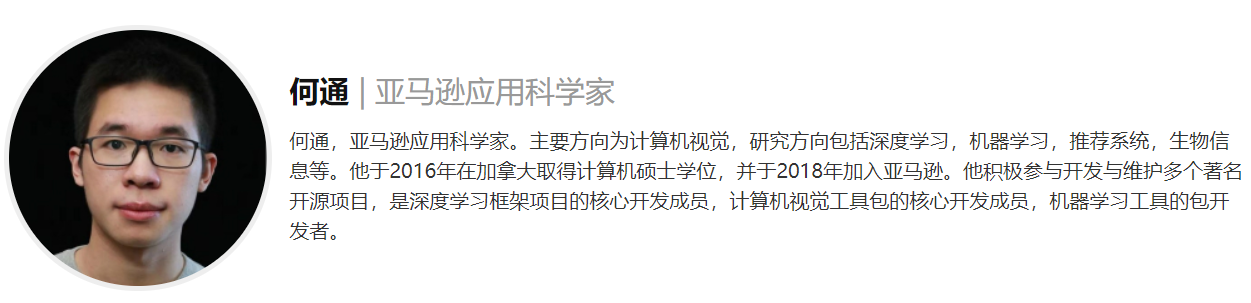 何通 | 亚马逊应用科学家
何通，亚马逊应用科学家。主要方向为计算机视觉，研究方向包括深度学习，机器学习，推荐系统，生物信
息等。他于2016年在加拿大取得计算机硕士学位，并于2018年加入亚马逊。他积极参与开发与维护多个著名
开源项目，是深度学习框架项目的核心开发成员，计算机视觉工具包的核心开发成员，机器学习工具的包开
发者。